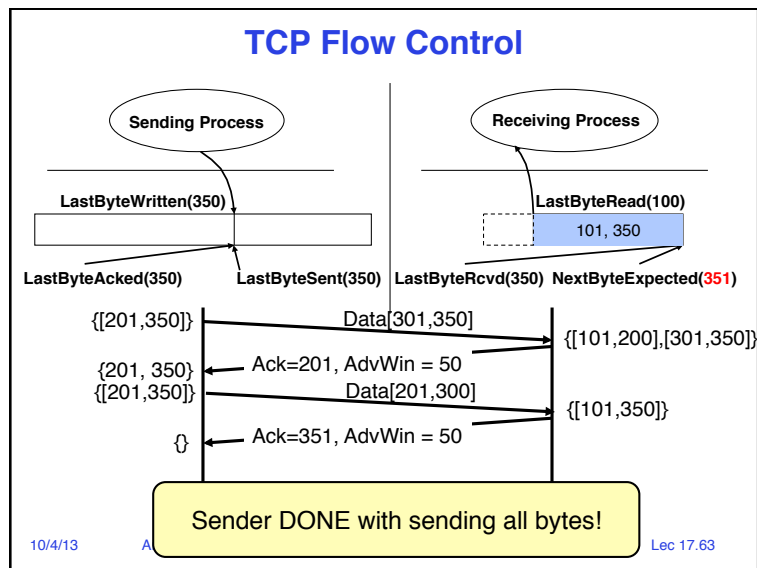 TCP Flow Control
Sending Process
Receiving Process
LastByteWritten(350)
LastByteRead(100)
101, 350
LastByteAcked(350)
LastByteSent(350)
LastByteRcvd(350)
NextByteExpected(351)
{[201,350]}
Data[301,350]
{[101,200],[301,350]}
Ack=201, AdvWin = 50
{201, 350}
{[201,350]}
Data[201,300]
{[101,350]}
Ack=351, AdvWin = 50
{}
Sender DONE with sending all bytes!
10/4/13
Lec 17.63